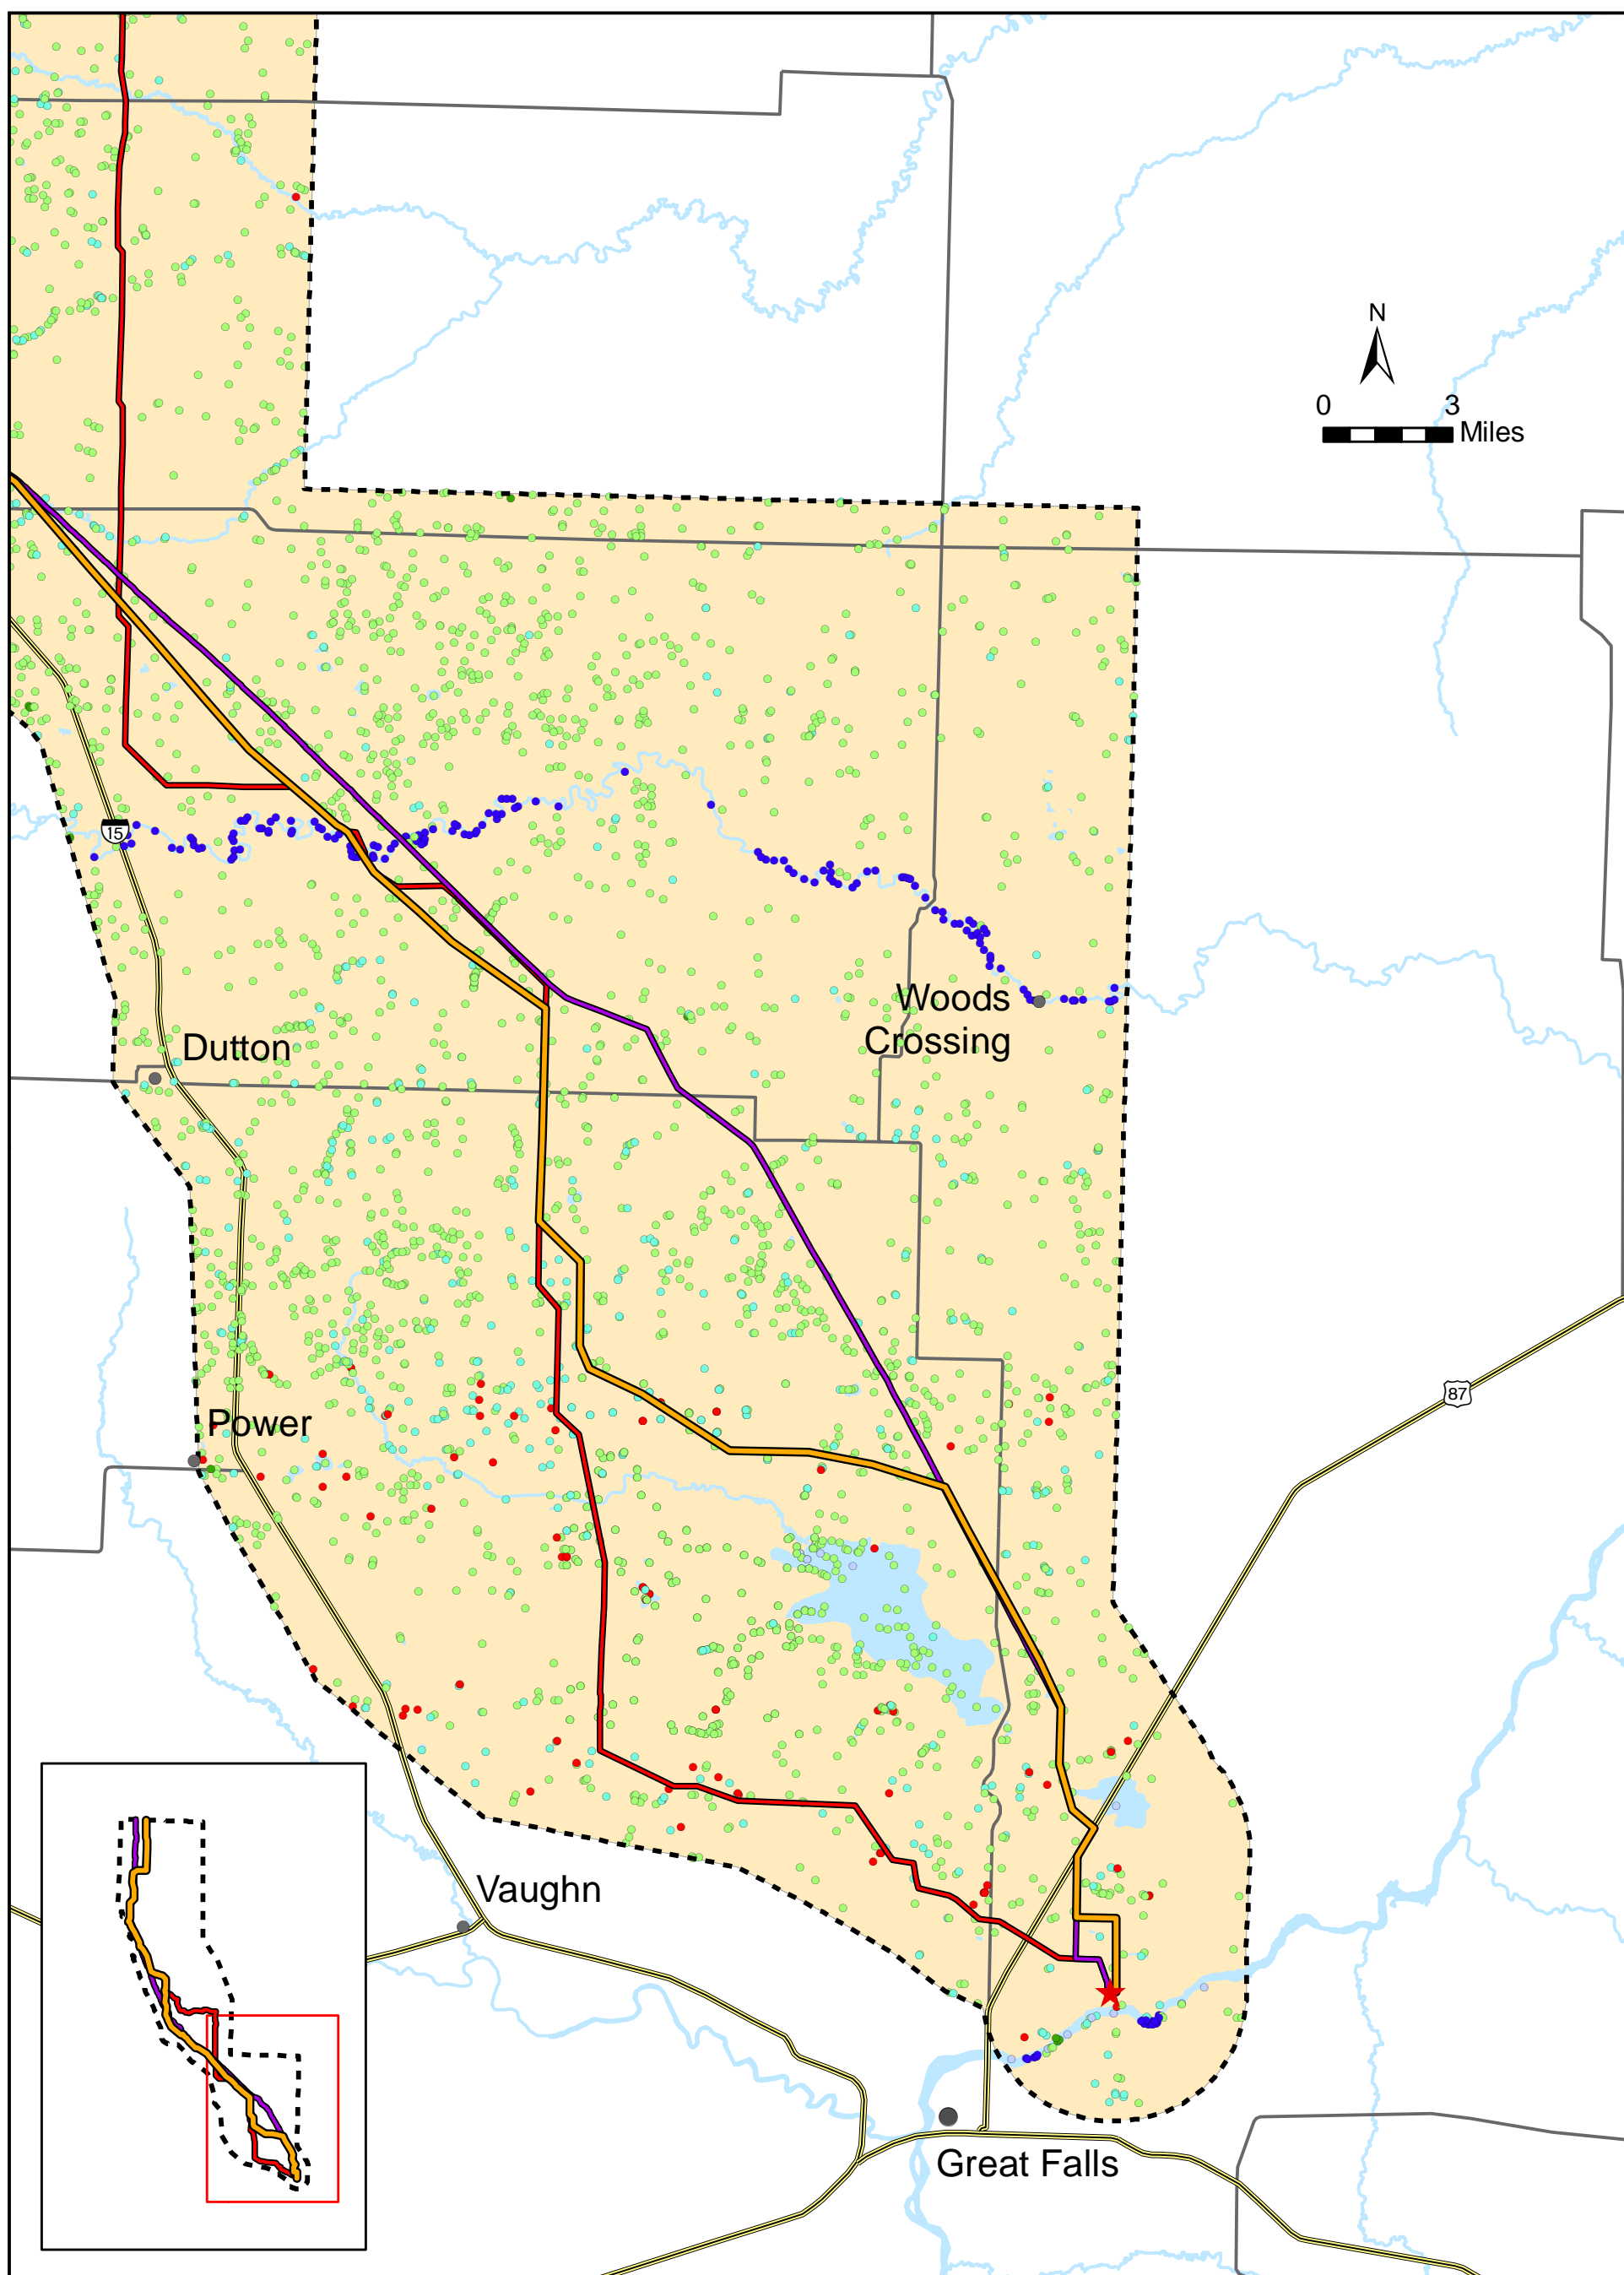 N
0 3
Miles
15
Woods
Crossing
Dutton
87
Power
Vaughn
Great Falls